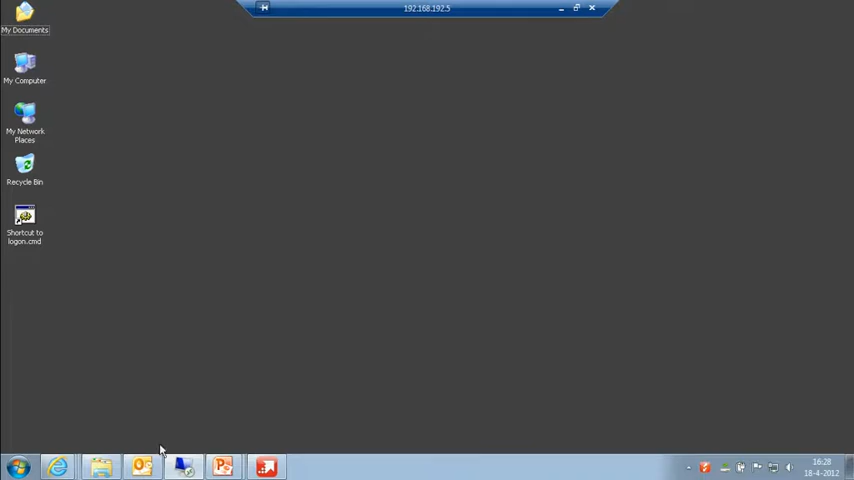 192.168.192.5
My Documents
My Computer
My Network
Places
Recycle Bin
Shortcut to
logon.cmd
16:28
18-4-2012